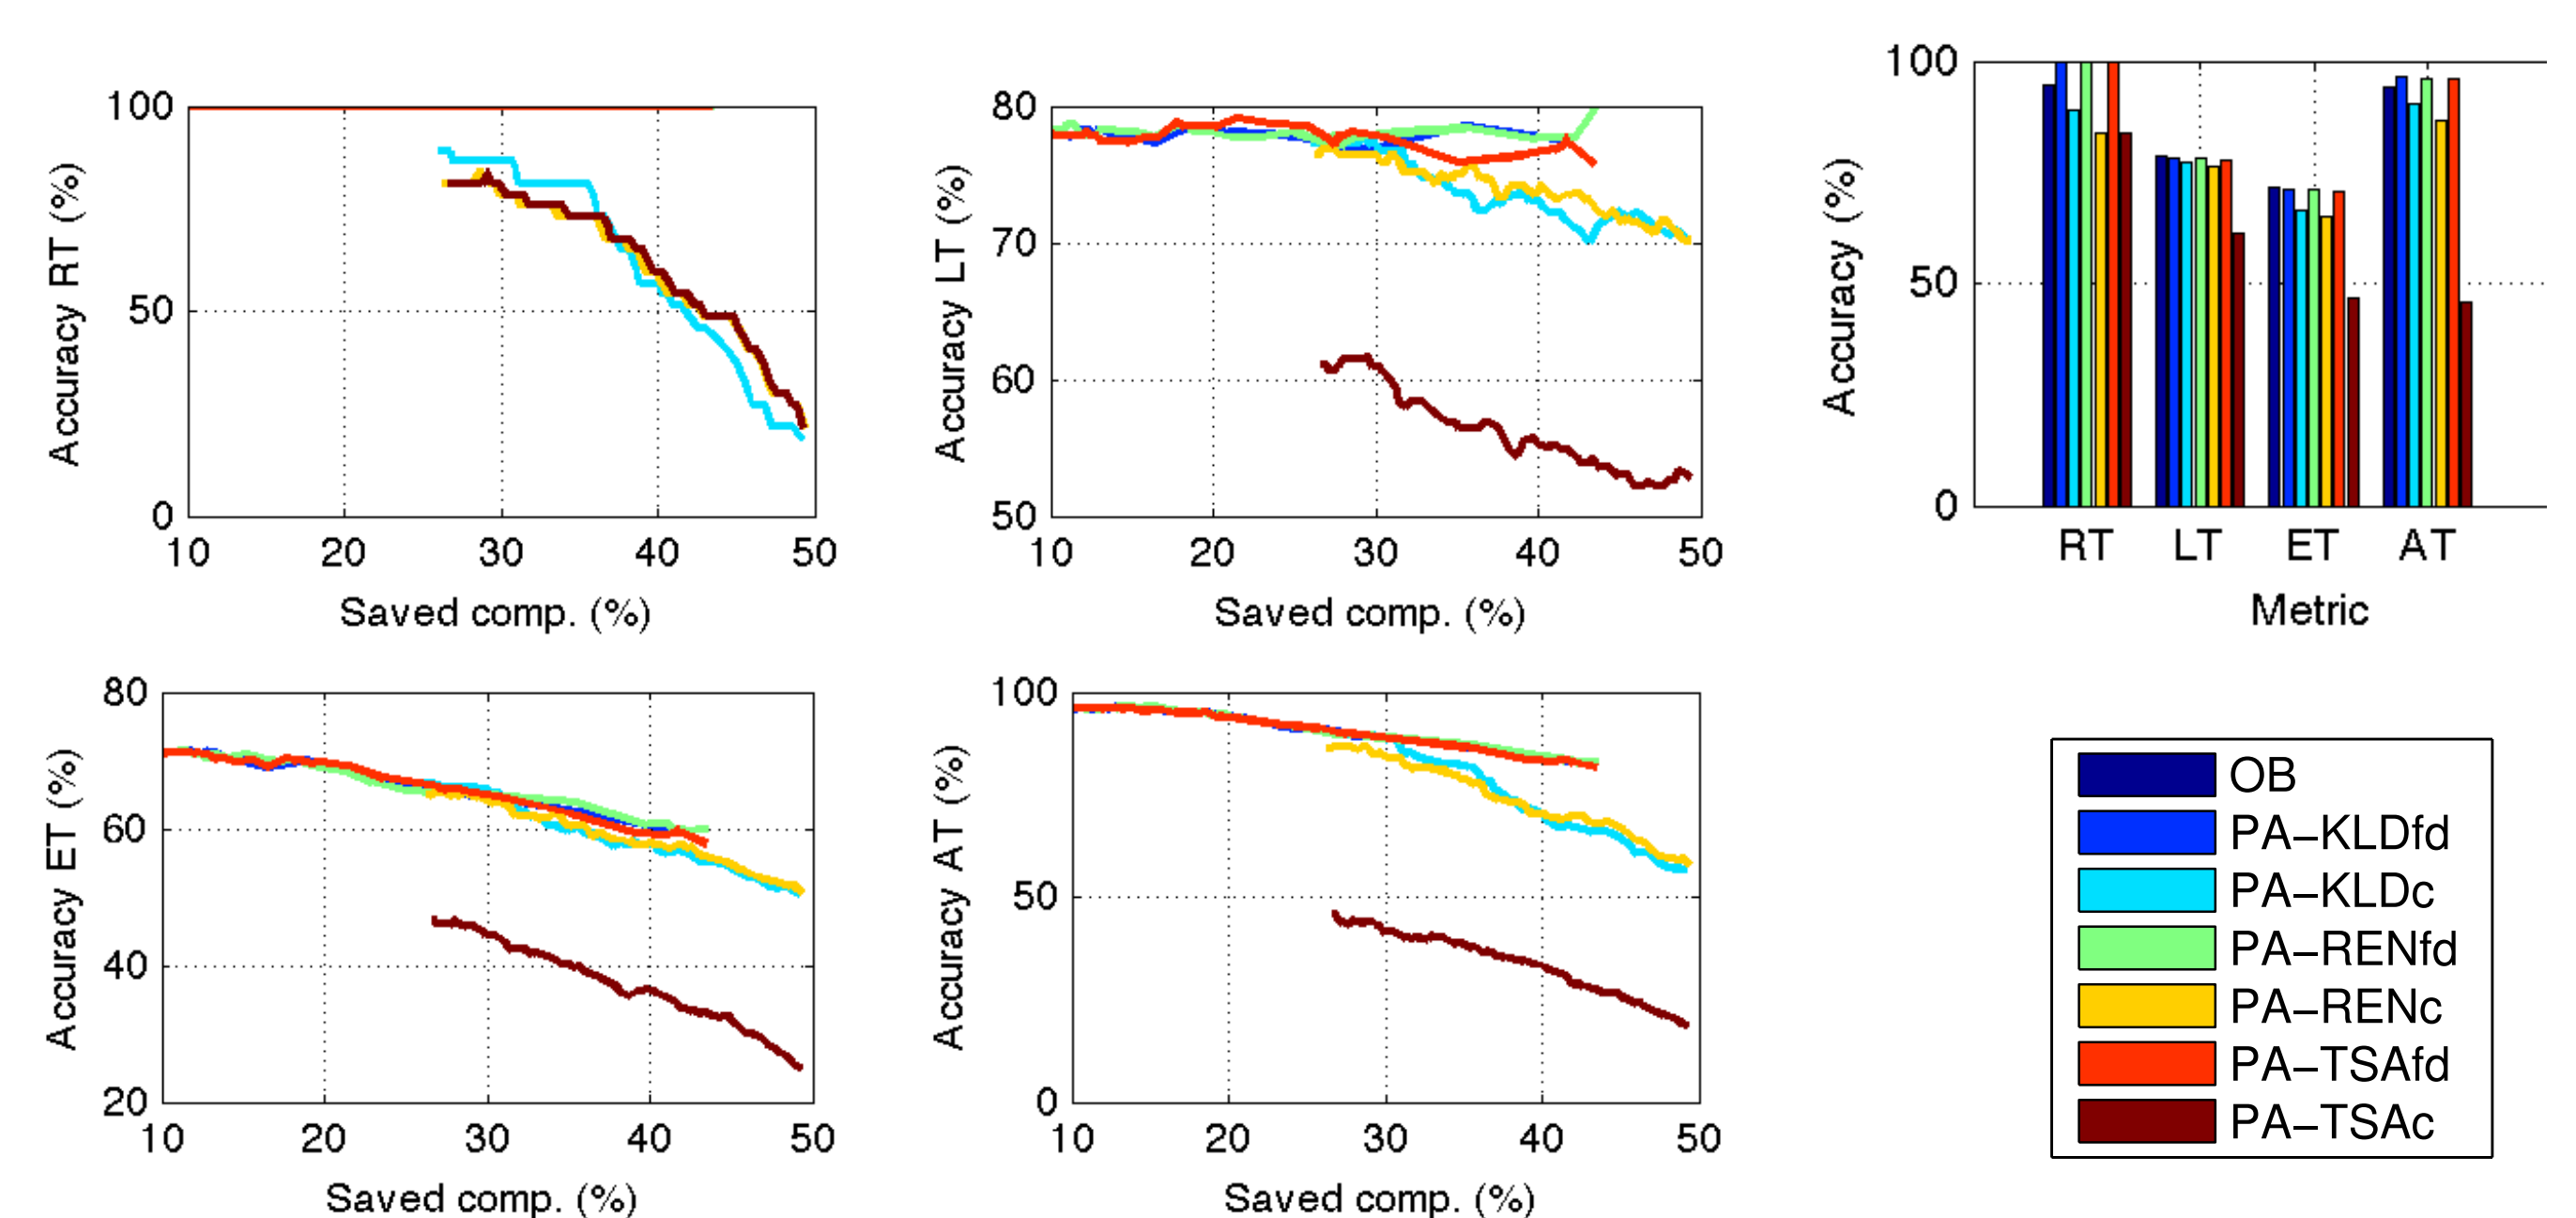 100
50
0
Accuracy RT (%)
10 20 30 40 50
Saved comp. (%)
80
70
60
50
Accuracy LT (%)
10 20 30 40 50
Saved comp. (%)
100
50
0
Accuracy (%)
RT LT ET AT
Metric
80
60
40
20
Accuracy ET (%)
10 20 30 40 50
Saved comp. (%)
100
50
0
Accuracy AT (%)
10 20 30 40 50
Saved comp. (%)
OB
PA−KLDfd
PA−KLDc
PA−RENfd
PA−RENc
PA−TSAfd
PA−TSAc